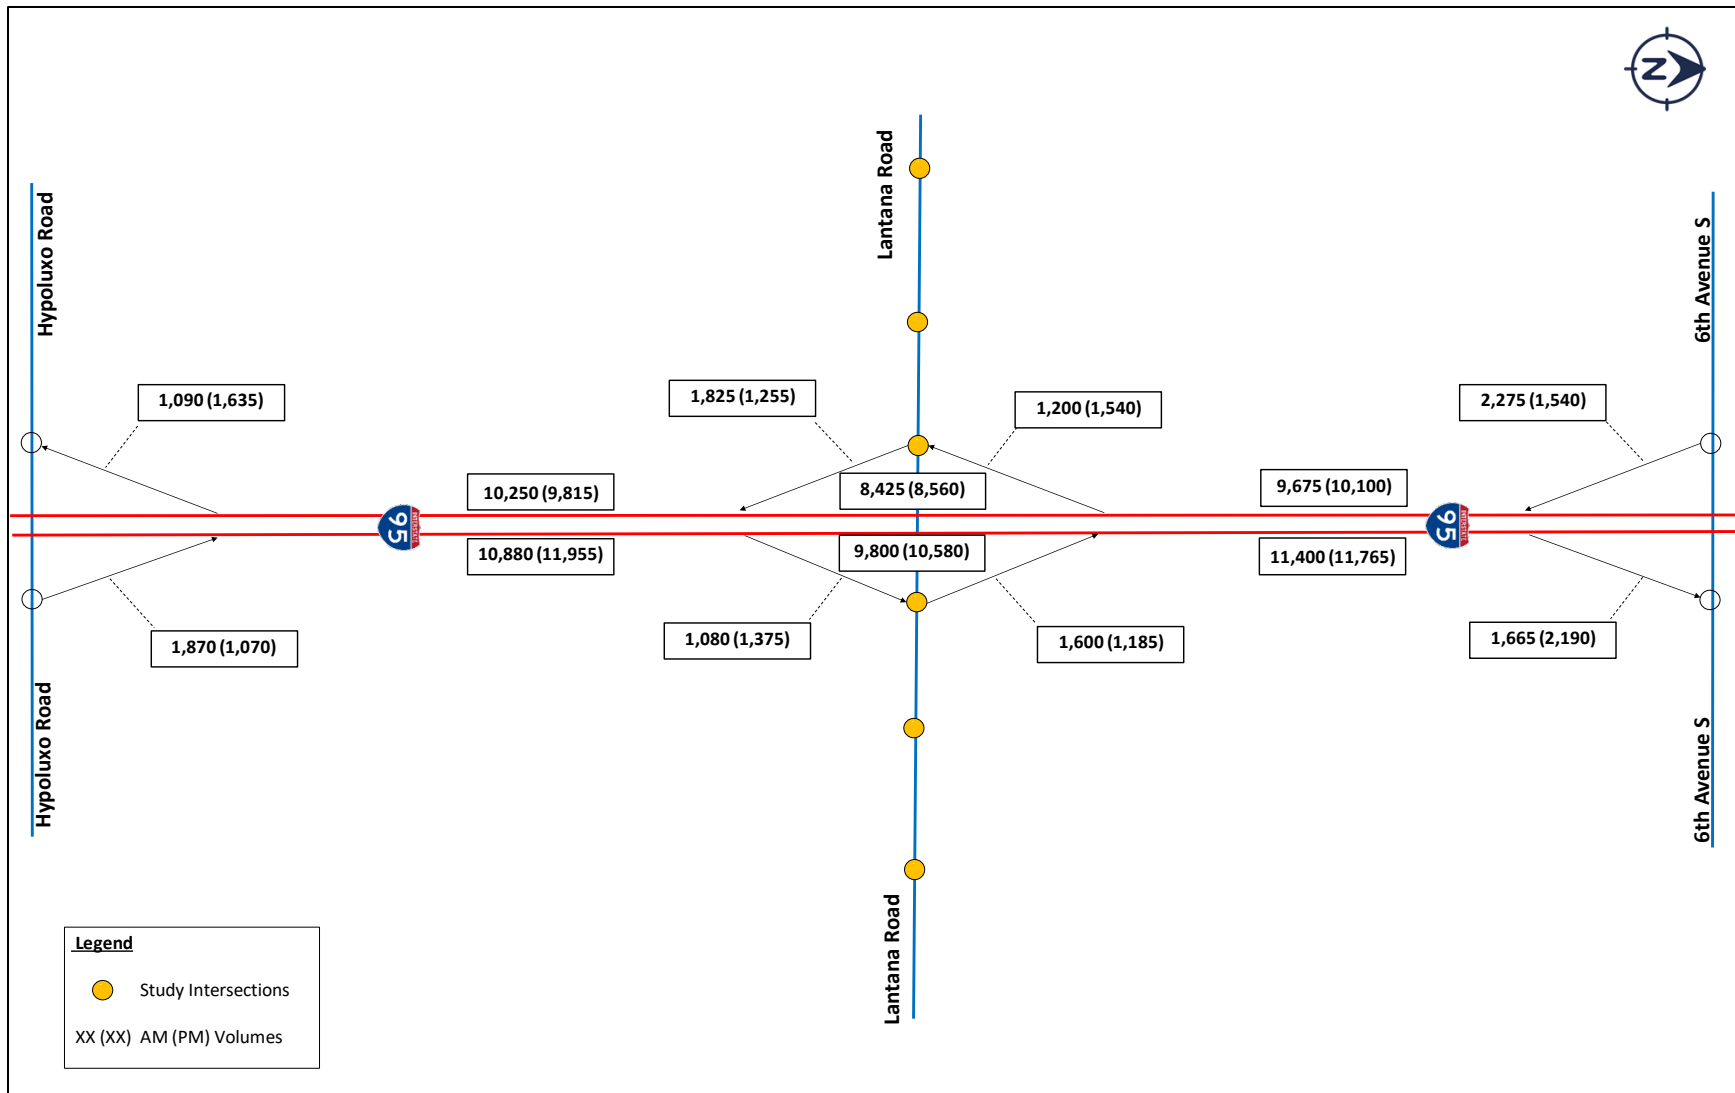 N
Lantana Road
Hypoluxo Road
6th Avenue S
1,090 (1,635)
1,825 (1,255)
1,200 (1,540)
2,275 (1,540)
10,250 (9,815)
8,425 (8,560)
9,675 (10,100)
INTERSTATE
95
INTERSTATE
95
10,880 (11,955)
9,800 (10,580)
11,400 (11,765)
1,870 (1,070)
1,080 (1,375)
1,600 (1,185)
1,665 (2,190)
Hypoluxo Road
6th Avenue S
Lantana Road
Legend
Study Intersections
XX (XX) AM (PM) Volumes